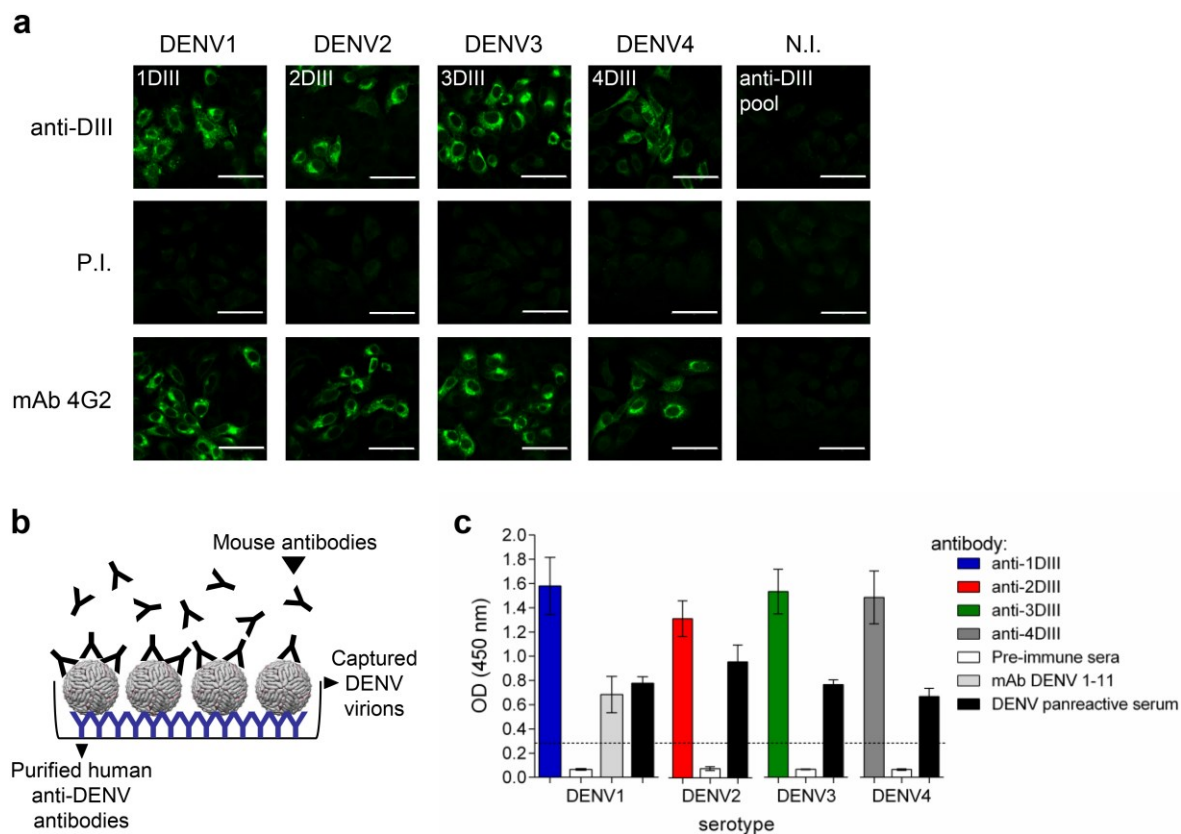 a
DENV1 DENV2 DENV3 DENV4 N.I.
anti-DIII
1DIII 2DIII 3DIII 4DIII anti-DIII
pool
P.I.
mAb 4G2
b
Mouse antibodies
Captured
DENV
virions
Purified human
anti-DENV
antibodies
c
OD (450 nm)
2.0
1.8
1.6
1.4
1.2
1.0
0.8
0.6
0.4
0.2
0.0
DENV1 DENV2 DENV3 DENV4
serotype
antibody:
anti-1DIII
anti-2DIII
anti-3DIII
anti-4DIII
Pre-immune sera
mAb DENV 1-11
DENV panreactive serum